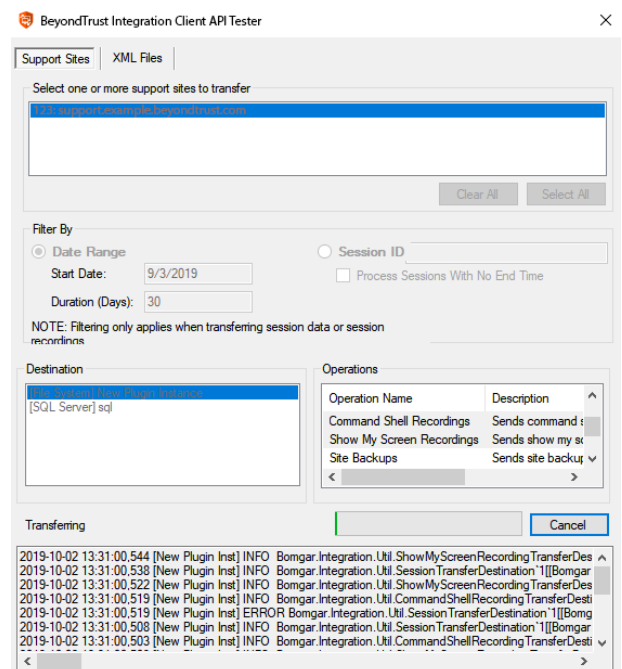 BeyondTrust Integration Client API Tester
Support Sites XML Files
Select one or more support sites to transfer
123: support.example.beyondtrust.com
Clear All Select All
Filter By
Date Range Session ID
Start Date: 9/3/2019 Process Sessions With No End Time
Duration (Days): 30
NOTE: Filtering only applies when transferring session data or session
recordings
Destination Operations
[File System] New Plugin Instance
[SQL Server] sql
Operation Name Description
Command Shell Recordings Sends command s
Show My Screen Recordings Sends show my sc
Site Backups Sends site backup
Transferring Cancel
2019-10-02 13:31:00,544 [New Plugin Inst] INFO Bomgar.Integration.Util.ShowMyScreenRecordingTransferDes
2019-10-02 13:31:00,538 [New Plugin Inst] INFO Bomgar.Integration.Util.SessionTransferDestination`1[[Bomgar
2019-10-02 13:31:00,522 [New Plugin Inst] INFO Bomgar.Integration.Util.ShowMyScreenRecordingTransferDes
2019-10-02 13:31:00,519 [New Plugin Inst] INFO Bomgar.Integration.Util.CommandShellRecordingTransferDesti
2019-10-02 13:31:00,519 [New Plugin Inst] ERROR Bomgar.Integration.Util.SessionTransferDestination`1[[Bomg
2019-10-02 13:31:00,508 [New Plugin Inst] INFO Bomgar.Integration.Util.SessionTransferDestination`1[[Bomgar
2019-10-02 13:31:00,503 [New Plugin Inst] INFO Bomgar.Integration.Util.CommandShellRecordingTransferDesti